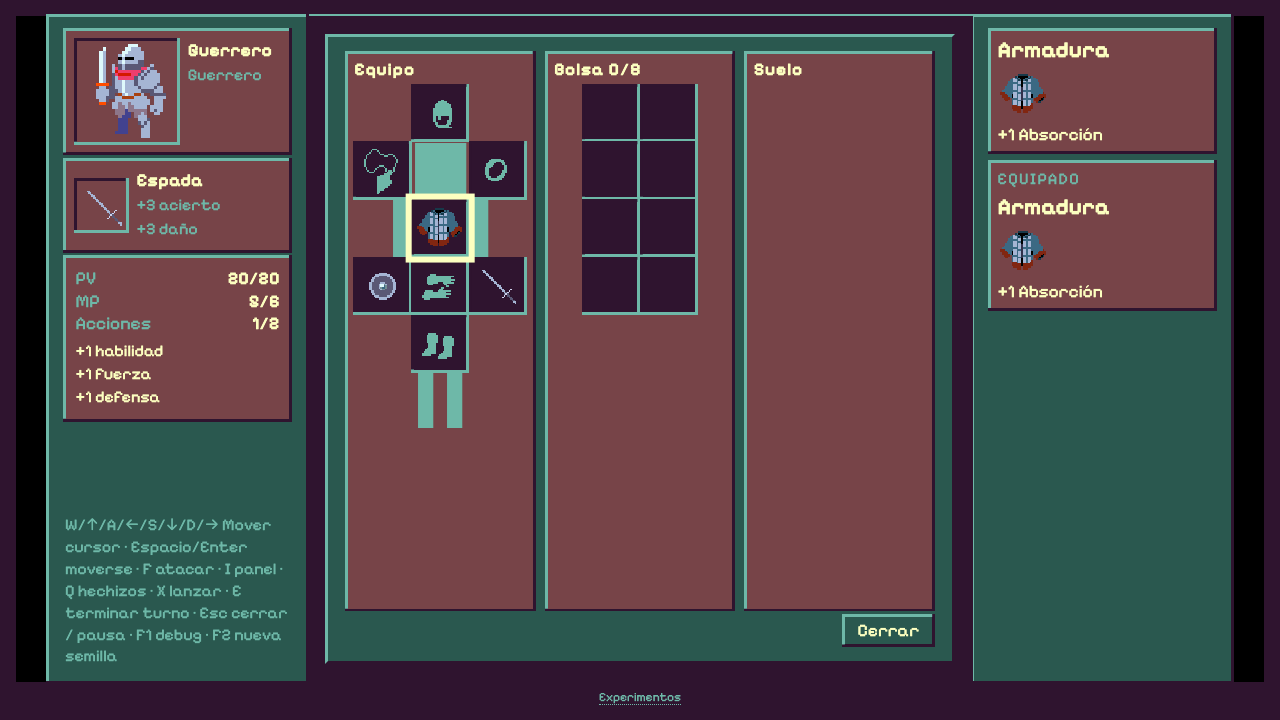 Guerrero
Guerrero
Espada
+3 acierto
+3 daño
PV 80/80
MP 8/8
Acciones 1/8
+1 habilidad
+1 fuerza
+1 defensa
W/↑/A/←/S/↓/D/→ Mover
cursor · Espacio/Enter
moverse · F atacar · I panel ·
Q hechizos · X lanzar · E
terminar turno · Esc cerrar
/ pausa · F1 debug · F2 nueva
semilla
Equipo
Bolsa 0/8
Suelo
Cerrar
Armadura
+1 Absorción
EQUIPADO
Armadura
+1 Absorción
Experimentos